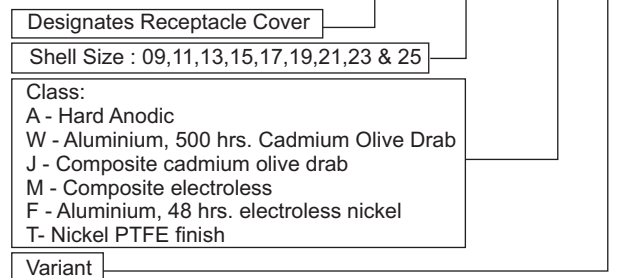 Designates Receptacle Cover
Shell Size : 09,11,13,15,17,19,21,23 & 25
Class:
A - Hard Anodic
W - Aluminium, 500 hrs. Cadmium Olive Drab
J - Composite cadmium olive drab
M - Composite electroless
F - Aluminium, 48 hrs. electroless nickel
T- Nickel PTFE finish
Variant